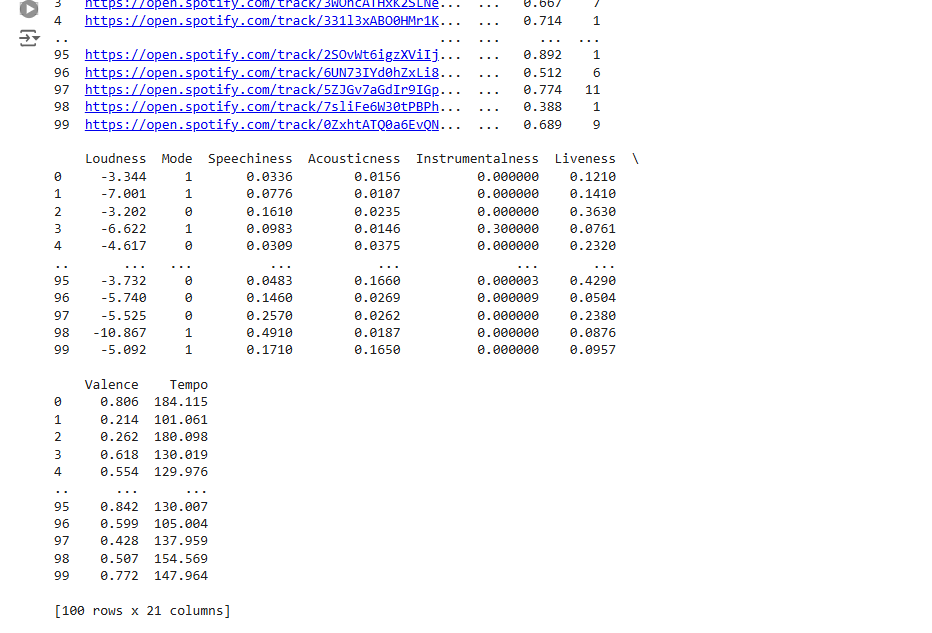 3 https://open.spotify.com/track/3WOhcATHxK2SLNe... ... 0.667 7
4 https://open.spotify.com/track/331l3xABO0HMr1K... ... 0.714 1
.. ... ... ... ...
95 https://open.spotify.com/track/2SOvWt6igzXViIj... ... 0.892 1
96 https://open.spotify.com/track/6UN73IYd0hZxLi8... ... 0.512 6
97 https://open.spotify.com/track/5ZJGv7aGdIr9IGp... ... 0.774 11
98 https://open.spotify.com/track/7sliFe6W30tPBPh... ... 0.388 1
99 https://open.spotify.com/track/0ZxhtATQ0a6EvQN... ... 0.689 9
Loudness Mode Speechiness Acousticness Instrumentalness Liveness \
0 -3.344 1 0.0336 0.0156 0.000000 0.1210
1 -7.001 1 0.0776 0.0107 0.000000 0.1410
2 -3.202 0 0.1610 0.0235 0.000000 0.3630
3 -6.622 1 0.0983 0.0146 0.300000 0.0761
4 -4.617 0 0.0309 0.0375 0.000000 0.2320
.. ... ... ... ... ... ...
95 -3.732 0 0.0483 0.1660 0.000003 0.4290
96 -5.740 0 0.1460 0.0269 0.000009 0.0504
97 -5.525 0 0.2570 0.0262 0.000000 0.2380
98 -10.867 1 0.4910 0.0187 0.000000 0.0876
99 -5.092 1 0.1710 0.1650 0.000000 0.0957
Valence Tempo
0 0.806 184.115
1 0.214 101.061
2 0.262 180.098
3 0.618 130.019
4 0.554 129.976
.. ... ...
95 0.842 130.007
96 0.599 105.004
97 0.428 137.959
98 0.507 154.569
99 0.772 147.964
[100 rows x 21 columns]